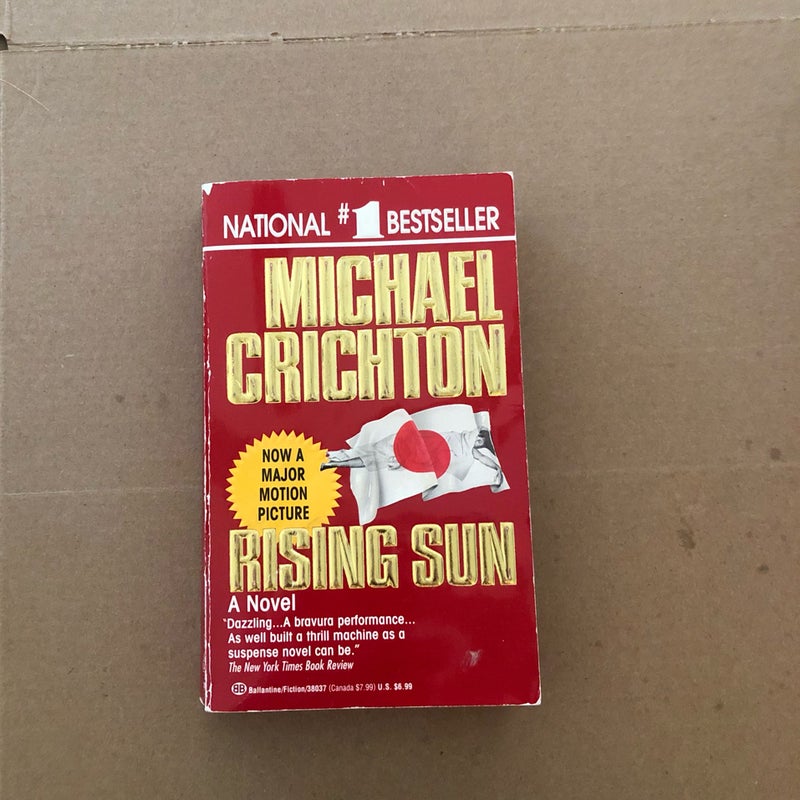 NATIONAL #1 BESTSELLER
MICHAEL
CRICHTON
NOW A
MAJOR
MOTION
PICTURE
RISING SUN
A Novel
"Dazzling...A bravura performance...
As well built a thrill machine as a
suspense novel can be."
The New York Times Book Review
BB Ballantine/Fiction/38037 (Canada $7.99) U.S. $6.99